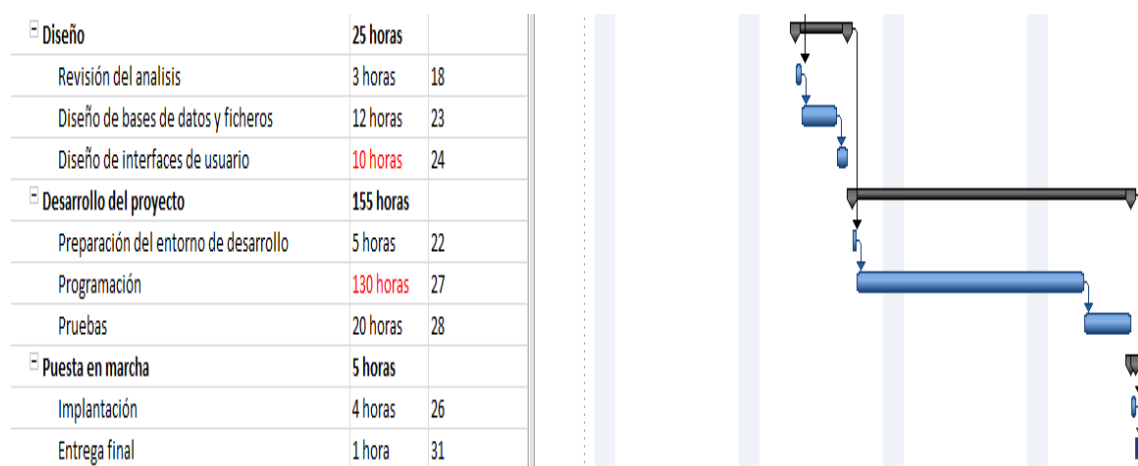 Diseño 25 horas
Revisión del analisis 3 horas 18
Diseño de bases de datos y ficheros 12 horas 23
Diseño de interfaces de usuario 10 horas 24
Desarrollo del proyecto 155 horas
Preparación del entorno de desarrollo 5 horas 22
Programación 130 horas 27
Pruebas 20 horas 28
Puesta en marcha 5 horas
Implantación 4 horas 26
Entrega final 1 hora 31